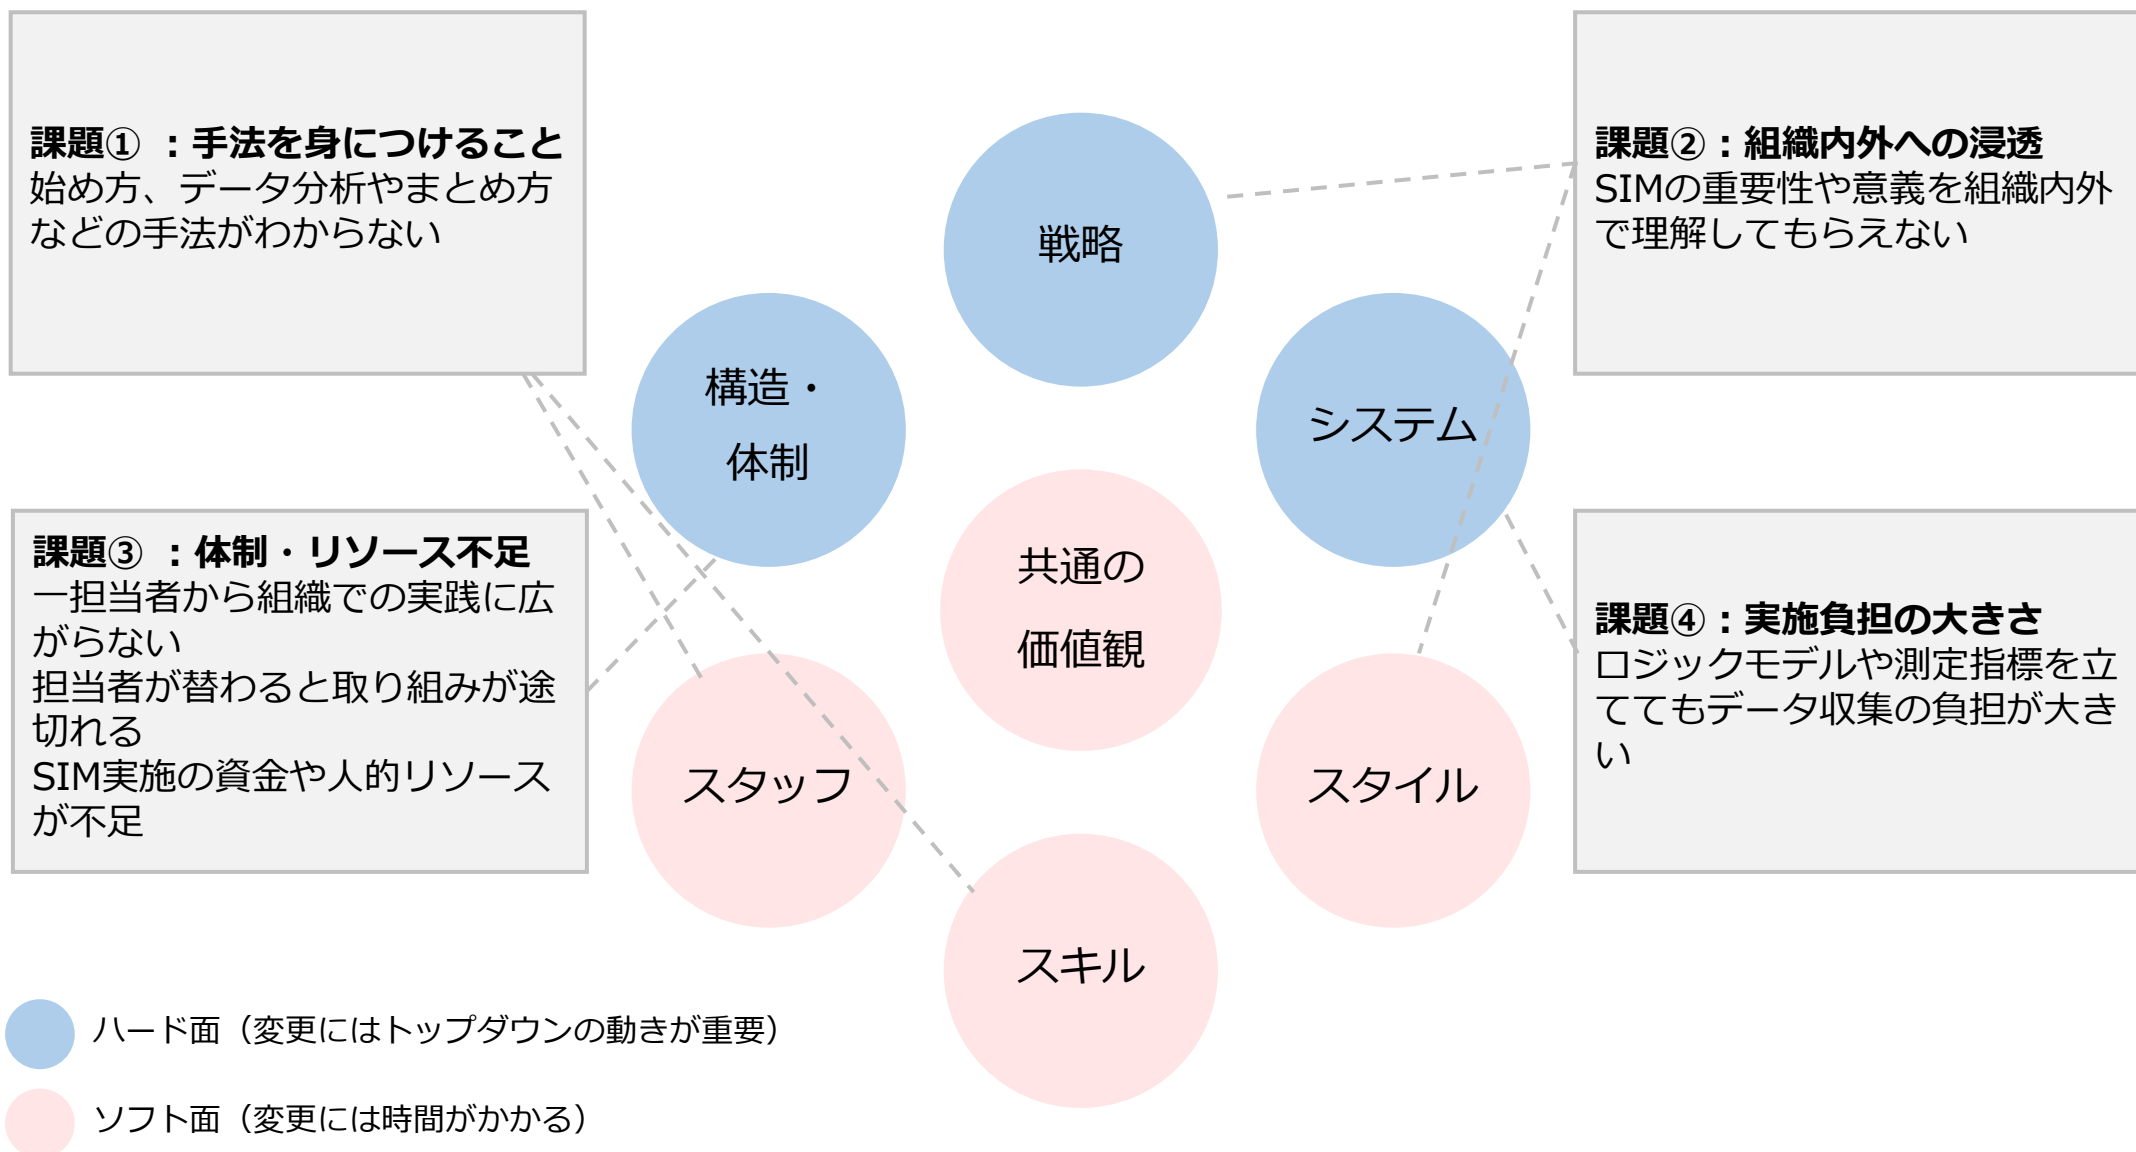 課題① ：手法を身につけること
始め方、データ分析やまとめ方
などの手法がわからない
課題②：組織内外への浸透
SIMの重要性や意義を組織内外
で理解してもらえない
戦略
構造・
体制
システム
共通の
価値観
課題③ ：体制・リソース不足
一担当者から組織での実践に広
がらない
担当者が替わると取り組みが途
切れる
SIM実施の資金や人的リソース
が不足
課題④：実施負担の大きさ
ロジックモデルや測定指標を立
ててもデータ収集の負担が大き
い
スタッフ
スタイル
スキル
ハード面（変更にはトップダウンの動きが重要）
ソフト面（変更には時間がかかる）